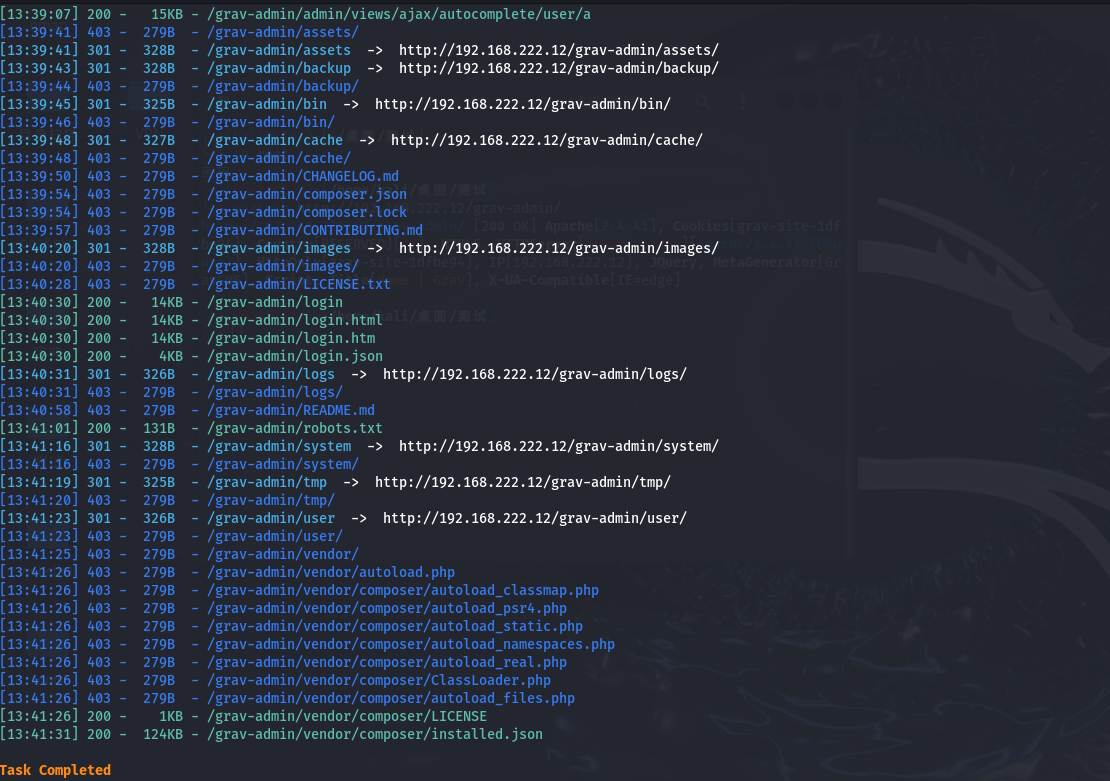 [13:39:07] 200 -   15KB - /grav-admin/admin/views/ajax/autocomplete/user/a
[13:39:41] 403 -  279B  - /grav-admin/assets/
[13:39:41] 301 -  328B  - /grav-admin/assets  ->  http://192.168.222.12/grav-admin/assets/
[13:39:43] 301 -  328B  - /grav-admin/backup  ->  http://192.168.222.12/grav-admin/backup/
[13:39:44] 403 -  279B  - /grav-admin/backup/
[13:39:45] 301 -  325B  - /grav-admin/bin  ->  http://192.168.222.12/grav-admin/bin/
[13:39:46] 403 -  279B  - /grav-admin/bin/
[13:39:48] 301 -  327B  - /grav-admin/cache  ->  http://192.168.222.12/grav-admin/cache/
[13:39:48] 403 -  279B  - /grav-admin/cache/
[13:39:50] 403 -  279B  - /grav-admin/CHANGELOG.md
[13:39:54] 403 -  279B  - /grav-admin/composer.json
[13:39:54] 403 -  279B  - /grav-admin/composer.lock
[13:39:57] 403 -  279B  - /grav-admin/CONTRIBUTING.md
[13:40:20] 301 -  328B  - /grav-admin/images  ->  http://192.168.222.12/grav-admin/images/
[13:40:20] 403 -  279B  - /grav-admin/images/
[13:40:28] 403 -  279B  - /grav-admin/LICENSE.txt
[13:40:30] 200 -   14KB - /grav-admin/login
[13:40:30] 200 -   14KB - /grav-admin/login.html
[13:40:30] 200 -   14KB - /grav-admin/login.htm
[13:40:30] 200 -    4KB - /grav-admin/login.json
[13:40:31] 301 -  326B  - /grav-admin/logs  ->  http://192.168.222.12/grav-admin/logs/
[13:40:31] 403 -  279B  - /grav-admin/logs/
[13:40:58] 403 -  279B  - /grav-admin/README.md
[13:41:01] 200 -  131B  - /grav-admin/robots.txt
[13:41:16] 301 -  328B  - /grav-admin/system  ->  http://192.168.222.12/grav-admin/system/
[13:41:16] 403 -  279B  - /grav-admin/system/
[13:41:19] 301 -  325B  - /grav-admin/tmp  ->  http://192.168.222.12/grav-admin/tmp/
[13:41:20] 403 -  279B  - /grav-admin/tmp/
[13:41:23] 301 -  326B  - /grav-admin/user  ->  http://192.168.222.12/grav-admin/user/
[13:41:23] 403 -  279B  - /grav-admin/user/
[13:41:25] 403 -  279B  - /grav-admin/vendor/
[13:41:26] 403 -  279B  - /grav-admin/vendor/autoload.php
[13:41:26] 403 -  279B  - /grav-admin/vendor/composer/autoload_classmap.php
[13:41:26] 403 -  279B  - /grav-admin/vendor/composer/autoload_psr4.php
[13:41:26] 403 -  279B  - /grav-admin/vendor/composer/autoload_static.php
[13:41:26] 403 -  279B  - /grav-admin/vendor/composer/autoload_namespaces.php
[13:41:26] 403 -  279B  - /grav-admin/vendor/composer/autoload_real.php
[13:41:26] 403 -  279B  - /grav-admin/vendor/composer/ClassLoader.php
[13:41:26] 403 -  279B  - /grav-admin/vendor/composer/autoload_files.php
[13:41:26] 200 -    1KB - /grav-admin/vendor/composer/LICENSE
[13:41:31] 200 -  124KB - /grav-admin/vendor/composer/installed.json
Task Completed